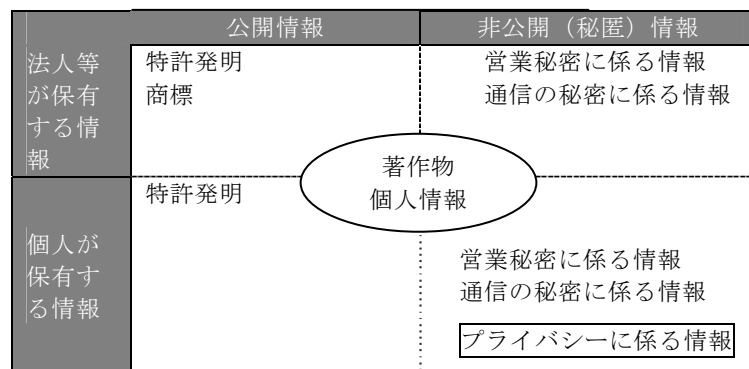 公開情報
非公開（秘匿）情報
法人等
が保有
する情
報
特許発明
商標
営業秘密に係る情報
通信の秘密に係る情報
著作物
個人情報
個人が
保有す
る情報
特許発明
営業秘密に係る情報
通信の秘密に係る情報
プライバシーに係る情報